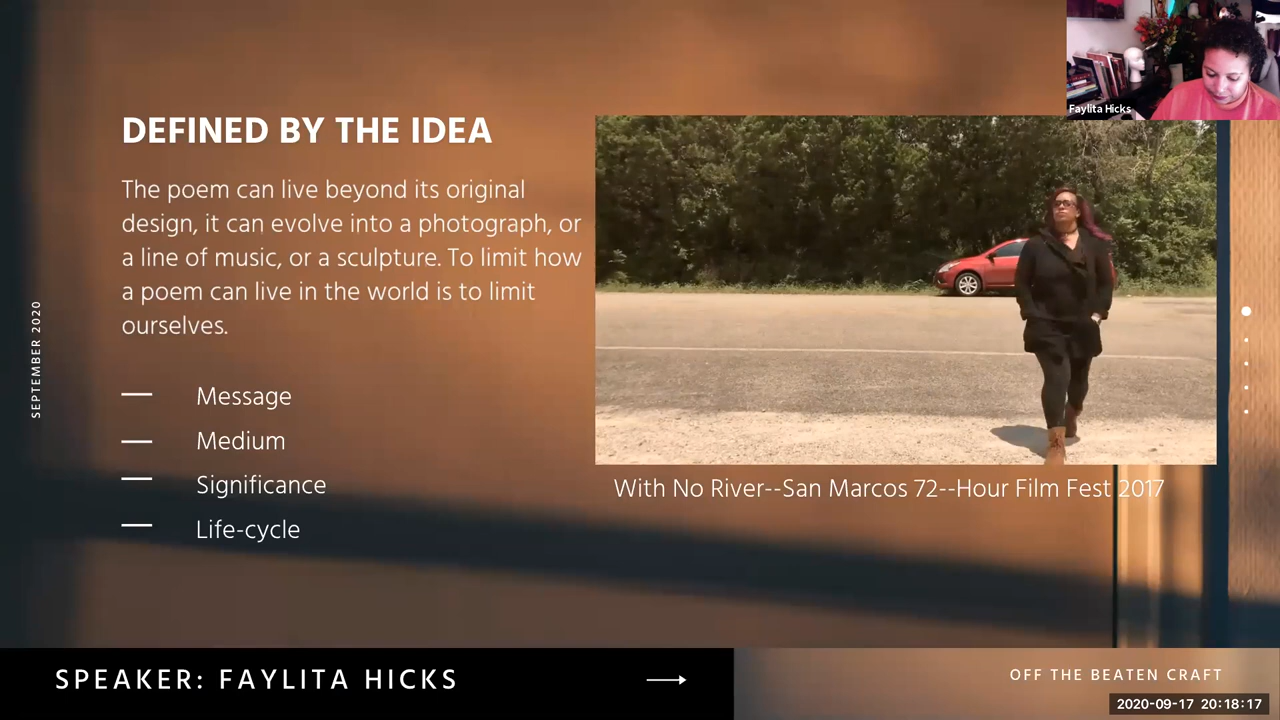 Faylita Hicks
DEFINED BY THE IDEA
The poem can live beyond its original
design, it can evolve into a photograph, or
a line of music, or a sculpture. To limit how
a poem can live in the world is to limit
ourselves.
SEPTEMBER 2020
— Message
— Medium
— Significance
— Life-cycle
With No River--San Marcos 72--Hour Film Fest 2017
SPEAKER: FAYLITA HICKS
OFF THE BEATEN CRAFT
2020-09-17 20:18:17